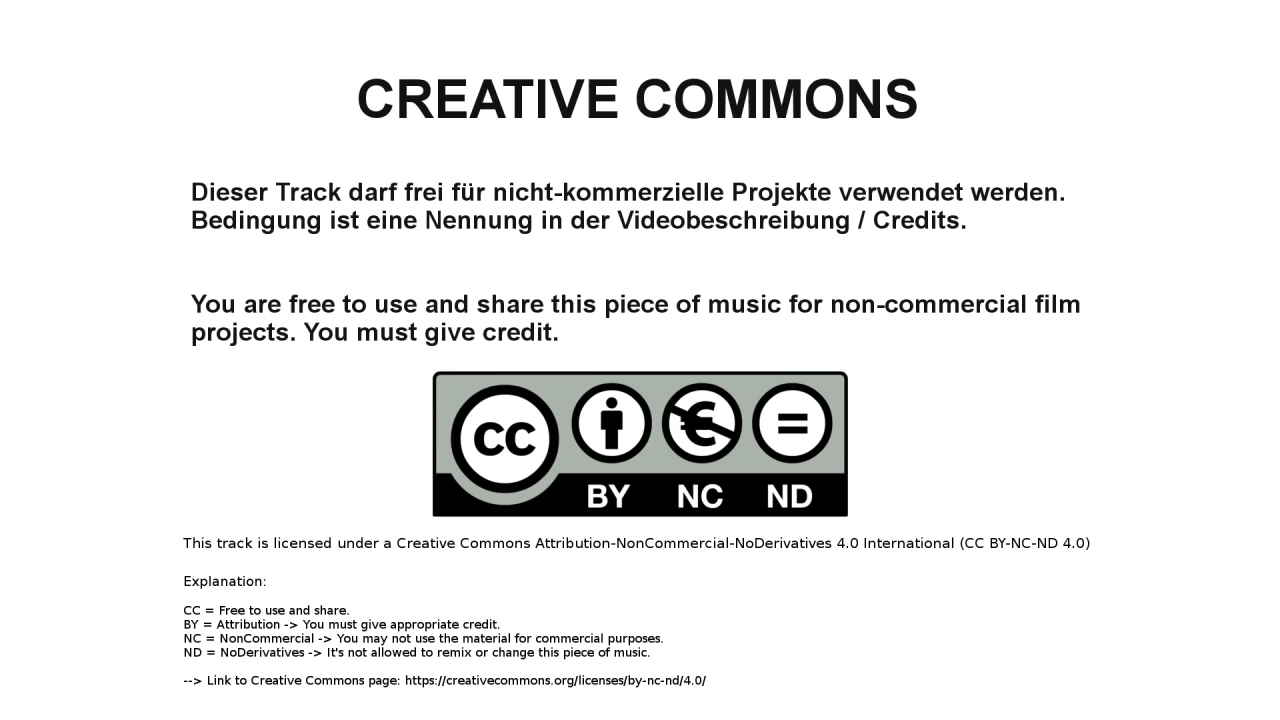 CREATIVE COMMONS
Dieser Track darf frei für nicht-kommerzielle Projekte verwendet werden.
Bedingung ist eine Nennung in der Videobeschreibung / Credits.
You are free to use and share this piece of music for non-commercial film
projects. You must give credit.
CC
BY NC ND
This track is licensed under a Creative Commons Attribution-NonCommercial-NoDerivatives 4.0 International (CC BY-NC-ND 4.0)
Explanation:
CC = Free to use and share.
BY = Attribution -> You must give appropriate credit.
NC = NonCommercial -> You may not use the material for commercial purposes.
ND = NoDerivatives -> It's not allowed to remix or change this piece of music.
--> Link to Creative Commons page: https://creativecommons.org/licenses/by-nc-nd/4.0/